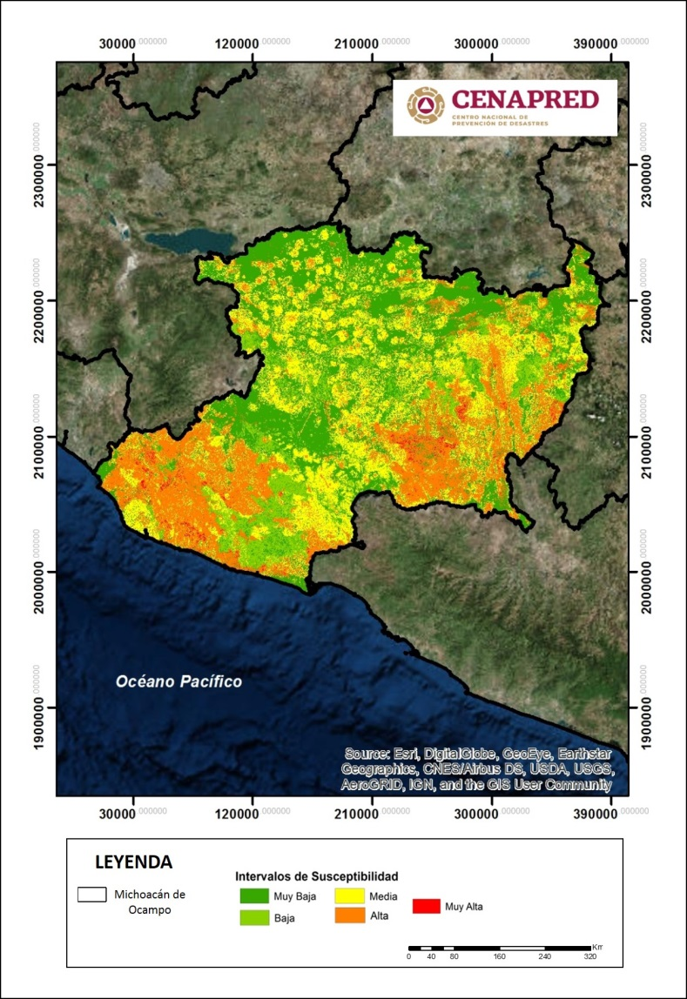 30000.000000 120000.000000 210000.000000 300000.000000 390000.000000
CENAPRED
CENTRO NACIONAL DE
PREVENCIÓN DE DESASTRES
2300000.000000 2300000.000000
2200000.000000 2200000.000000
2100000.000000 2100000.000000
2000000.000000 2000000.000000
1900000.000000 1900000.000000
Océano Pacífico
Source: Esri, DigitalGlobe, GeoEye, Earthstar
Geographics, CNES/Airbus DS, USDA, USGS,
AeroGRID, IGN, and the GIS User Community
30000.000000 120000.000000 210000.000000 300000.000000 390000.000000
LEYENDA
Michoacán de
Ocampo
Intervalos de Susceptibilidad
Muy Baja
Baja
Media
Alta
Muy Alta
Km
0 40 80 160 240 320